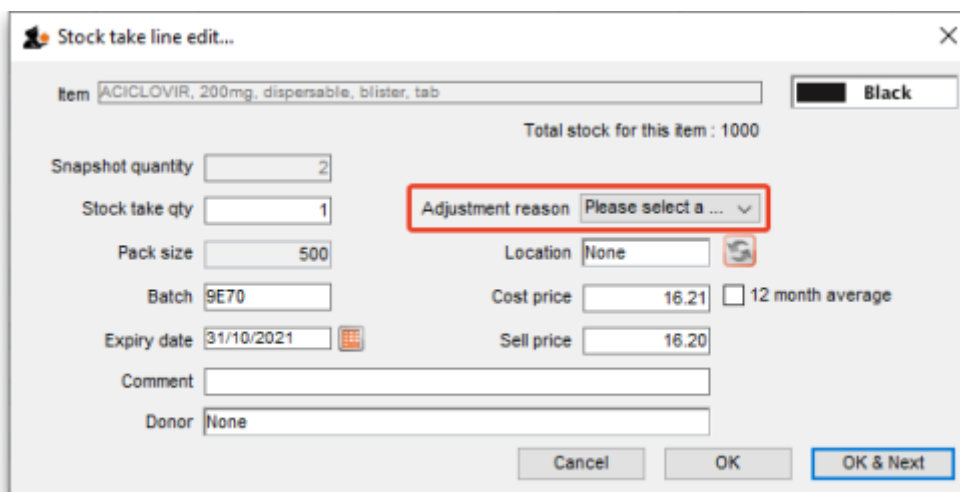 Stock take line edit...
Item ACICLOVIR, 200mg, dispersable, blister, tab Black
Total stock for this item : 1000
Snapshot quantity 2
Stock take qty 1 Adjustment reason Please select a ...
Pack size 500 Location None
Batch 9E70 Cost price 16.21 12 month average
Expiry date 31/10/2021 Sell price 16.20
Comment
Donor None
Cancel OK OK & Next